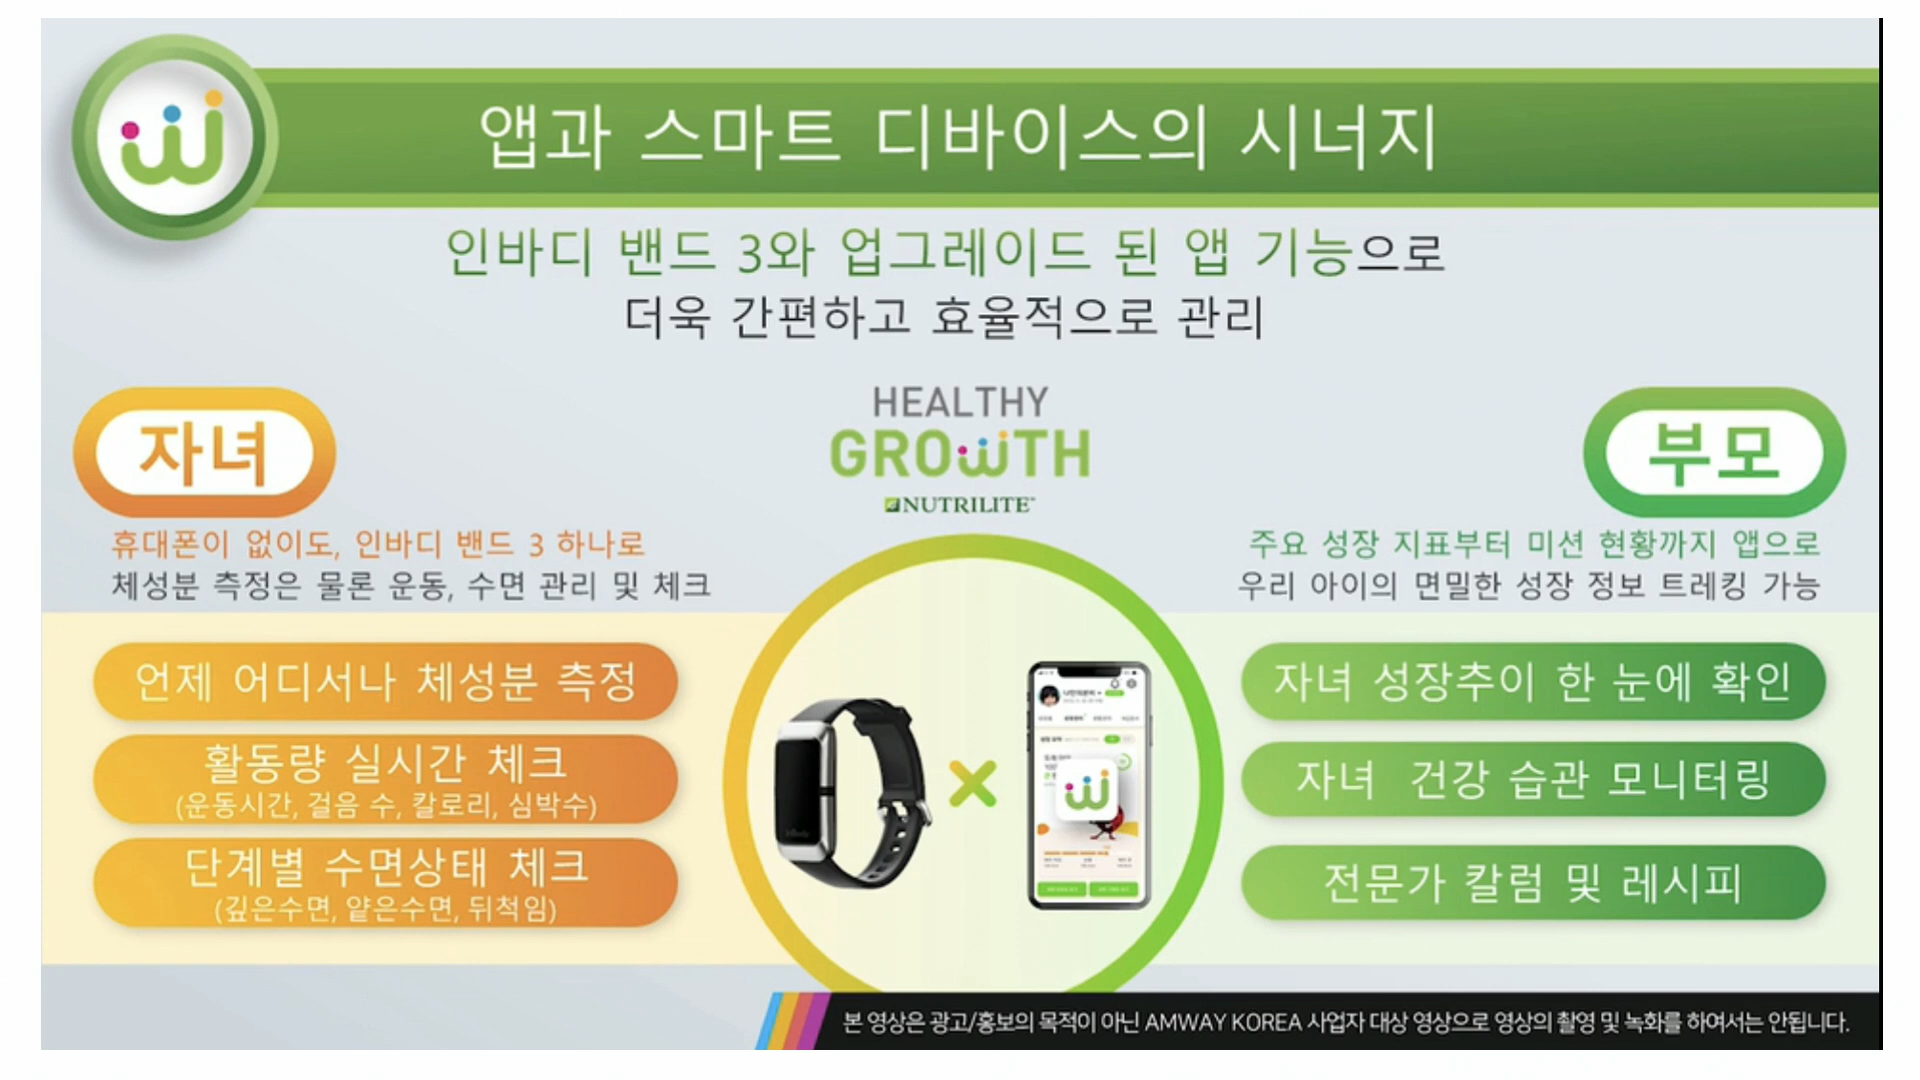 앱과 스마트 디바이스의 시너지
인바디 밴드 3와 업그레이드 된 앱 기능으로
더욱 간편하고 효율적으로 관리
자녀
휴대폰이 없이도, 인바디 밴드 3 하나로
체성분 측정은 물론 운동, 수면 관리 및 체크
언제 어디서나 체성분 측정
활동량 실시간 체크
(운동시간, 걸음 수, 칼로리, 심박수)
단계별 수면상태 체크
(깊은수면, 얕은수면, 뒤척임)
HEALTHY
GROWTH
NUTRILITE™
부모
주요 성장 지표부터 미션 현황까지 앱으로
우리 아이의 면밀한 성장 정보 트레킹 가능
자녀 성장추이 한 눈에 확인
자녀 건강 습관 모니터링
전문가 칼럼 및 레시피
본 영상은 광고/홍보의 목적이 아닌 AMWAY KOREA 사업자 대상 영상으로 영상의 촬영 및 녹화를 하여서는 안됩니다.